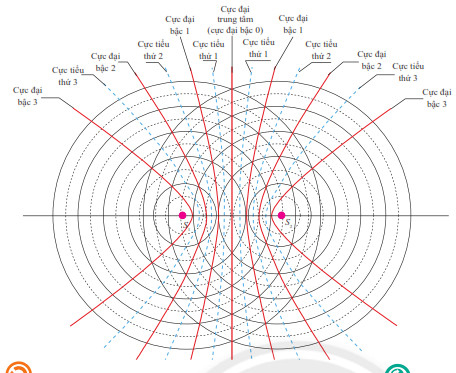 Cực đại
trung tâm
(cực đại bậc 0)
Cực đại
bậc 1
Cực đại
bậc 1
Cực tiểu
thứ 2
Cực tiểu
thứ 1
Cực tiểu
thứ 1
Cực tiểu
thứ 2
Cực đại
bậc 2
Cực đại
bậc 2
Cực tiểu
thứ 3
Cực tiểu
thứ 3
Cực đại
bậc 3
Cực đại
bậc 3